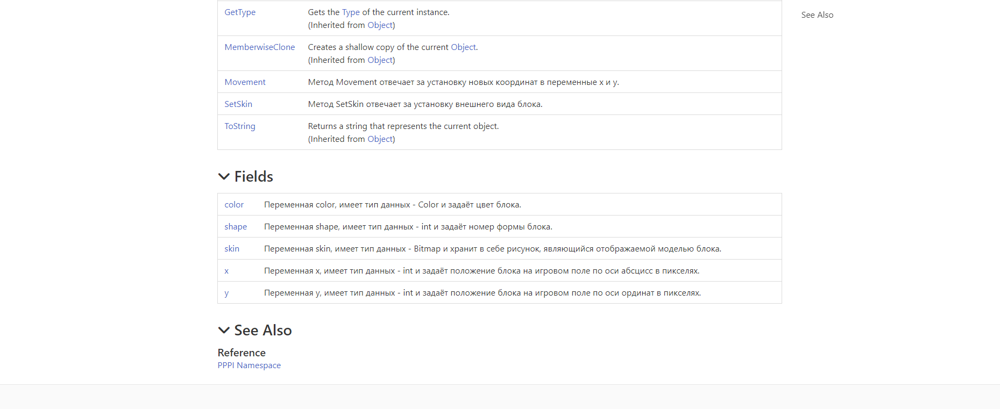 GetType
Gets the Type of the current instance.
(Inherited from Object)
See Also
MemberwiseClone
Creates a shallow copy of the current Object.
(Inherited from Object)
Movement
Метод Movement отвечает за установку новых координат в переменные x и y.
SetSkin
Метод SetSkin отвечает за установку внешнего вида блока.
ToString
Returns a string that represents the current object.
(Inherited from Object)
Fields
color
Переменная color, имеет тип данных - Color и задаёт цвет блока.
shape
Переменная shape, имеет тип данных - int и задаёт номер формы блока.
skin
Переменная skin, имеет тип данных - Bitmap и хранит в себе рисунок, являющийся отображаемой моделью блока.
x
Переменная x, имеет тип данных - int и задаёт положение блока на игровом поле по оси абсцисс в пикселях.
y
Переменная y, имеет тип данных - int и задаёт положение блока на игровом поле по оси ординат в пикселях.
See Also
Reference
PPPI Namespace